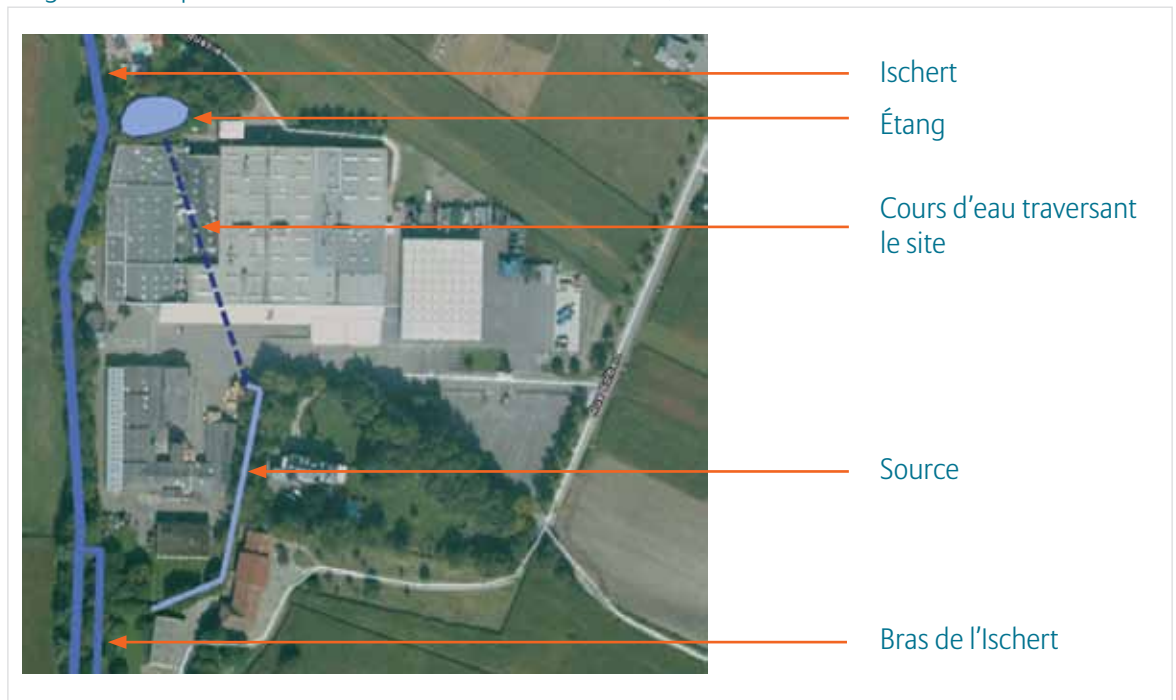 Ischert
Étang
Cours d'eau traversant
le site
Source
Bras de l'Ischert